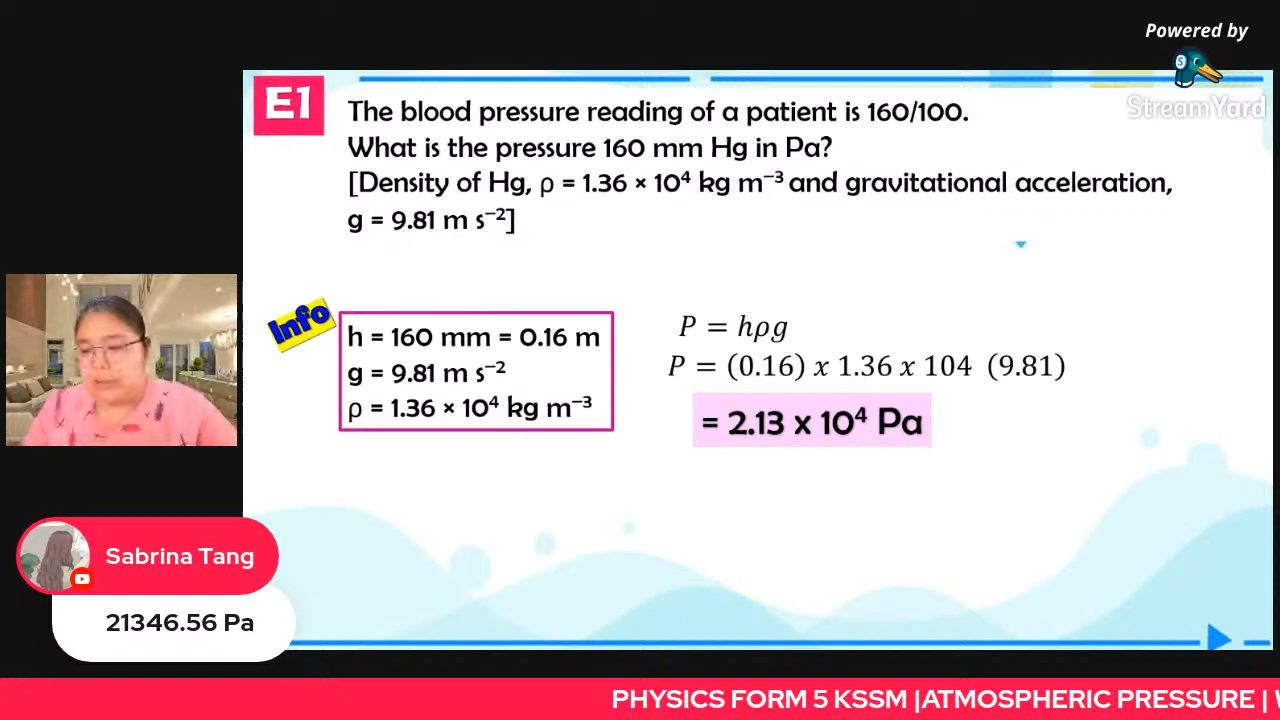 Powered by
StreamYard
E1
The blood pressure reading of a patient is 160/100.
What is the pressure 160 mm Hg in Pa?
[Density of Hg, ρ = 1.36 × 10⁴ kg m⁻³ and gravitational acceleration,
g = 9.81 m s⁻²]
Info
h = 160 mm = 0.16 m
g = 9.81 m s⁻²
ρ = 1.36 × 10⁴ kg m⁻³
P = hρg
P = (0.16) x 1.36 x 104 (9.81)
= 2.13 x 10⁴ Pa
Sabrina Tang
21346.56 Pa
PHYSICS FORM 5 KSSM |ATMOSPHERIC PRESSURE |